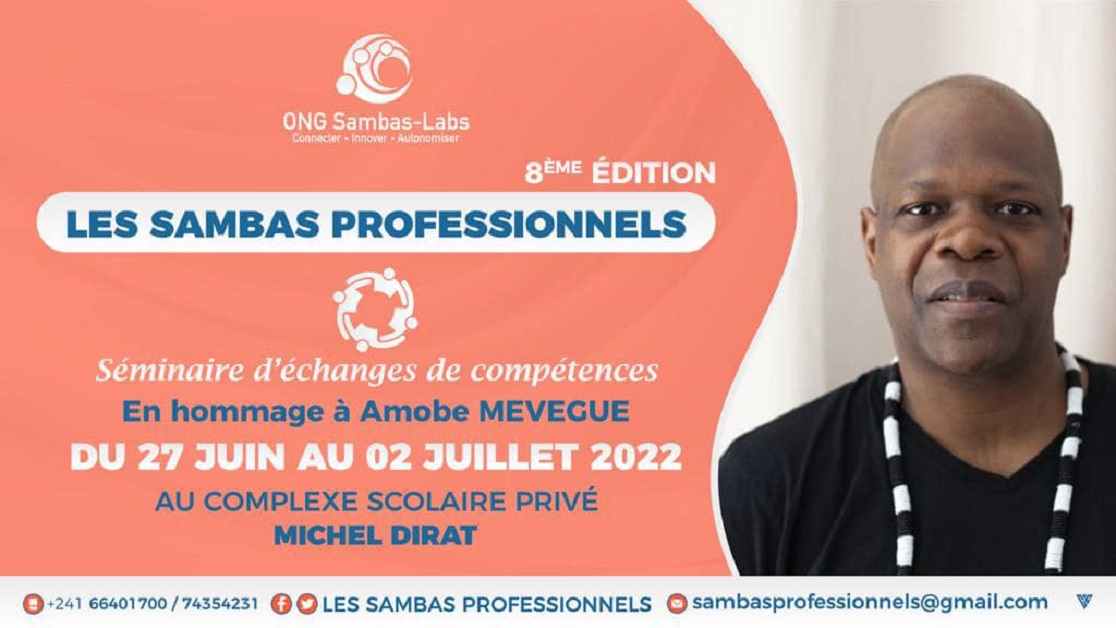 ONG Sambas-Labs
Connecter - Innover - Autonomiser
8ÈME ÉDITION
LES SAMBAS PROFESSIONNELS
Séminaire d'échanges de compétences
En hommage à Amobe MEVEGUE
DU 27 JUIN AU 02 JUILLET 2022
AU COMPLEXE SCOLAIRE PRIVÉ
MICHEL DIRAT
+241 66401700 / 74354231 LES SAMBAS PROFESSIONNELS sambasprofessionnels@gmail.com